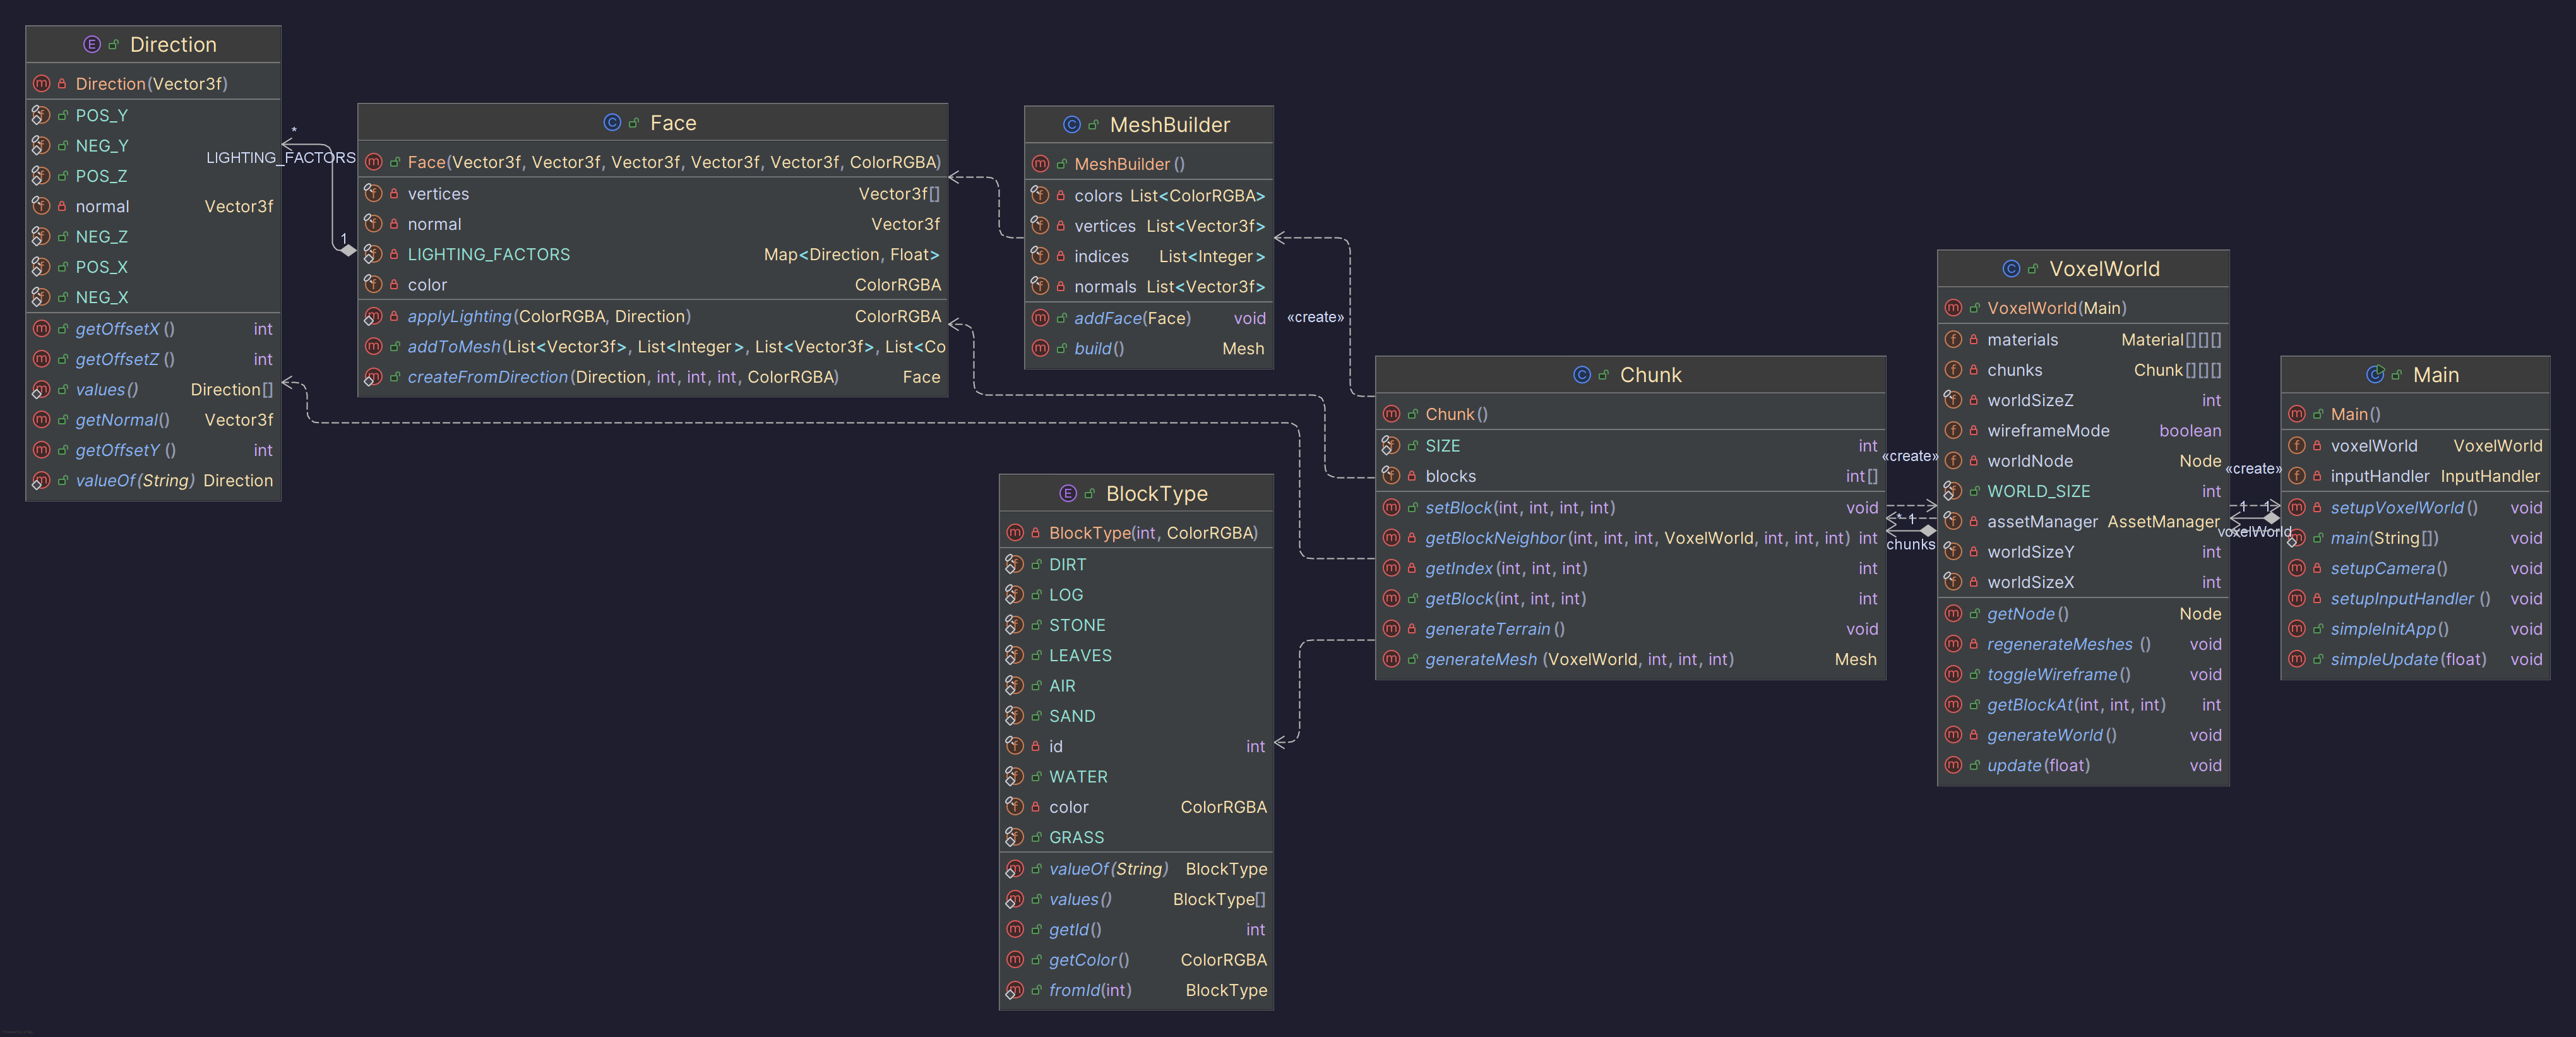 Direction
Direction(Vector3f)
POS_Y
NEG_Y
POS_Z
normal Vector3f
NEG_Z
POS_X
NEG_X
getOffsetX() int
getOffsetZ() int
values() Direction[]
getNormal() Vector3f
getOffsetY() int
valueOf(String) Direction
*
LIGHTING_FACTORS
1
Face
Face(Vector3f, Vector3f, Vector3f, Vector3f, Vector3f, ColorRGBA)
vertices Vector3f[]
normal Vector3f
LIGHTING_FACTORS Map<Direction, Float>
color ColorRGBA
applyLighting(ColorRGBA, Direction) ColorRGBA
addToMesh(List<Vector3f>, List<Integer>, List<Vector3f>, List<Co
createFromDirection(Direction, int, int, int, ColorRGBA) Face
MeshBuilder
MeshBuilder()
colors List<ColorRGBA>
vertices List<Vector3f>
indices List<Integer>
normals List<Vector3f>
addFace(Face) void
build() Mesh
«create»
BlockType
BlockType(int, ColorRGBA)
DIRT
LOG
STONE
LEAVES
AIR
SAND
id int
WATER
color ColorRGBA
GRASS
valueOf(String) BlockType
values() BlockType[]
getId() int
getColor() ColorRGBA
fromId(int) BlockType
Chunk
Chunk()
SIZE int
blocks int[]
setBlock(int, int, int, int) void
getBlockNeighbor(int, int, int, VoxelWorld, int, int, int) int
getIndex(int, int, int) int
getBlock(int, int, int) int
generateTerrain() void
generateMesh(VoxelWorld, int, int, int) Mesh
«create»
* 1
chunks
VoxelWorld
VoxelWorld(Main)
materials Material[][][]
chunks Chunk[][][]
worldSizeZ int
wireframeMode boolean
worldNode Node
WORLD_SIZE int
assetManager AssetManager
worldSizeY int
worldSizeX int
getNode() Node
regenerateMeshes() void
toggleWireframe() void
getBlockAt(int, int, int) int
generateWorld() void
update(float) void
«create»
1 1
voxelWorld
Main
Main()
voxelWorld VoxelWorld
inputHandler InputHandler
setupVoxelWorld() void
main(String[]) void
setupCamera() void
setupInputHandler() void
simpleInitApp() void
simpleUpdate(float) void